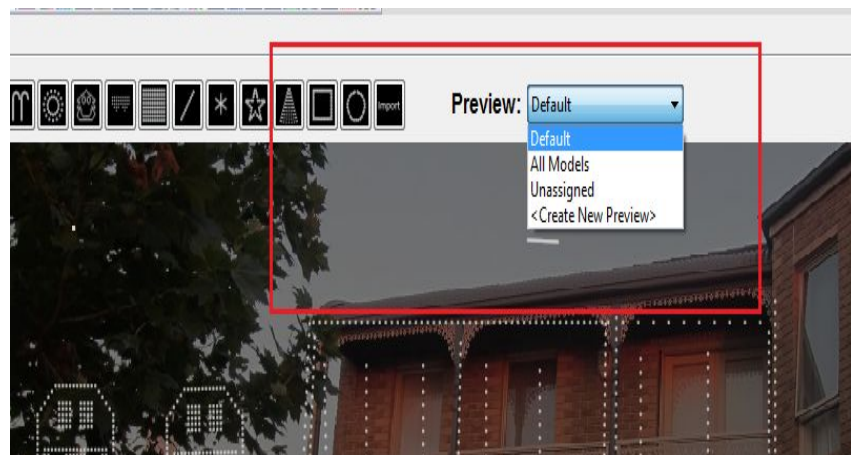 Import
Preview: Default
Default
All Models
Unassigned
<Create New Preview>